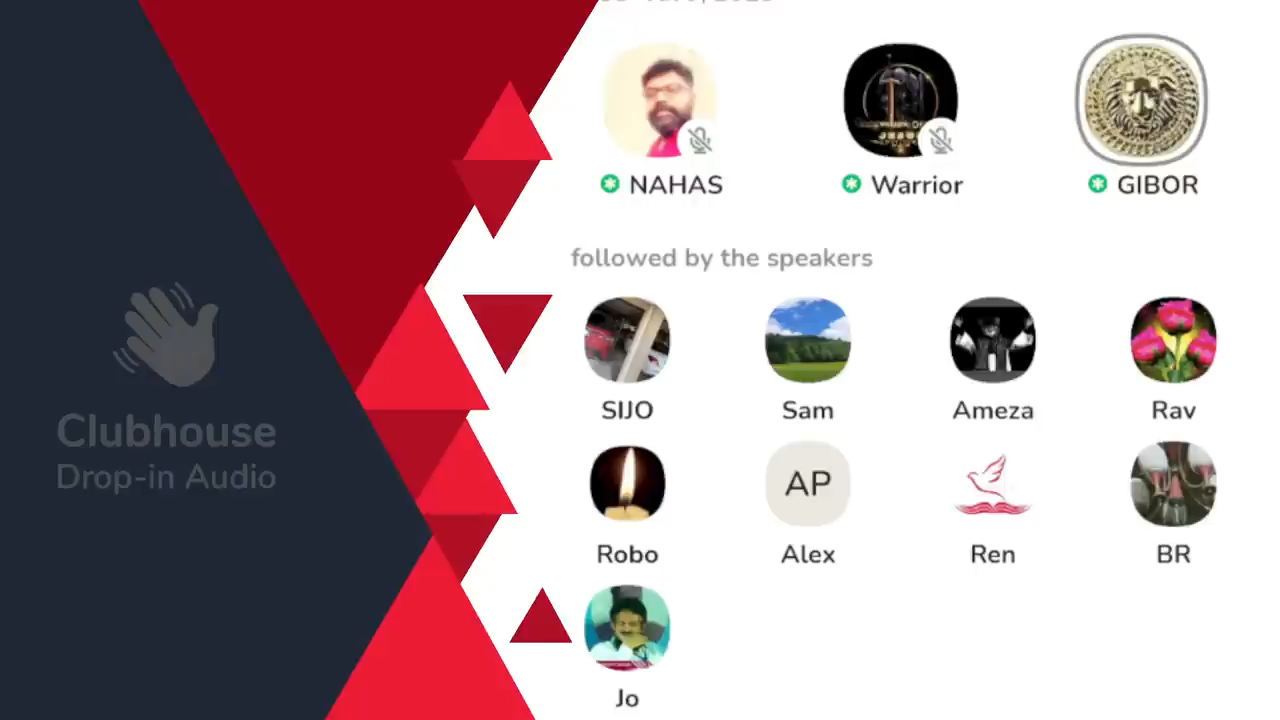 NAHAS
Warrior
GIBOR
followed by the speakers
SIJO
Sam
Ameza
Rav
Robo
AP
Alex
Ren
BR
Jo
Clubhouse
Drop-in Audio